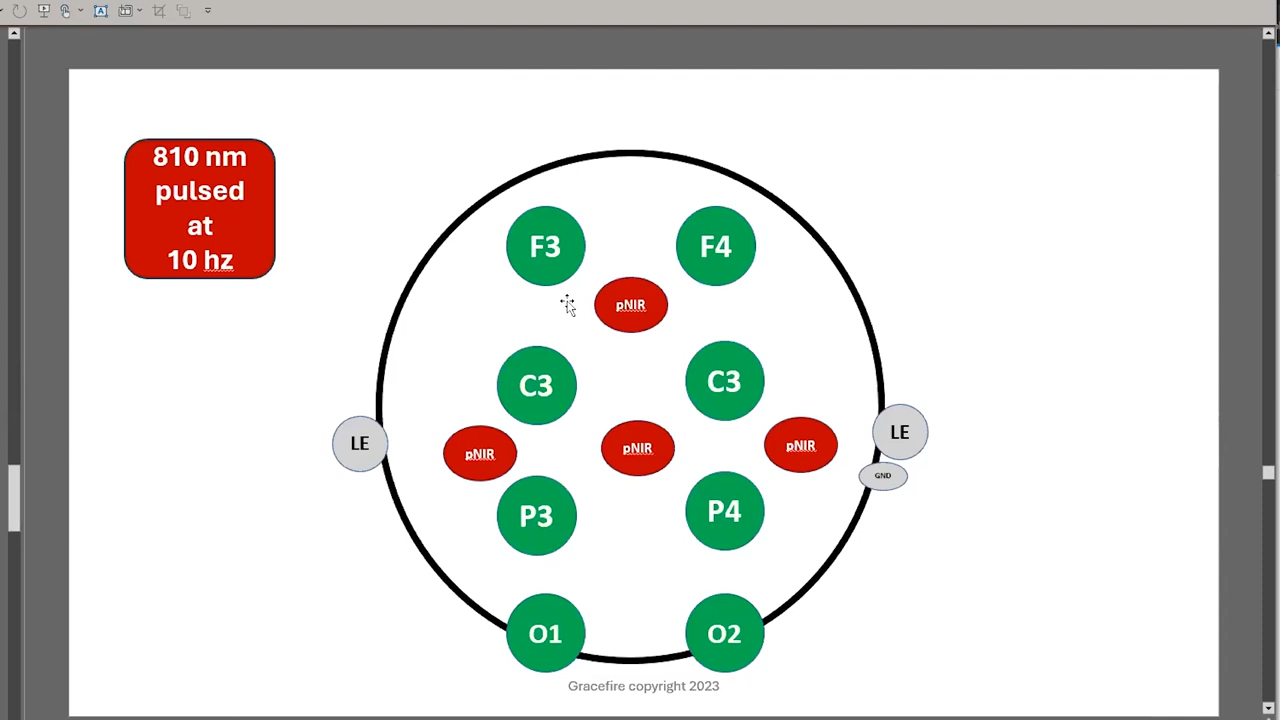 810 nm
pulsed
at
10 hz
F3
F4
pNIR
C3
C3
LE
LE
pNIR
pNIR
pNIR
GND
P3
P4
O1
O2
Gracefire copyright 2023